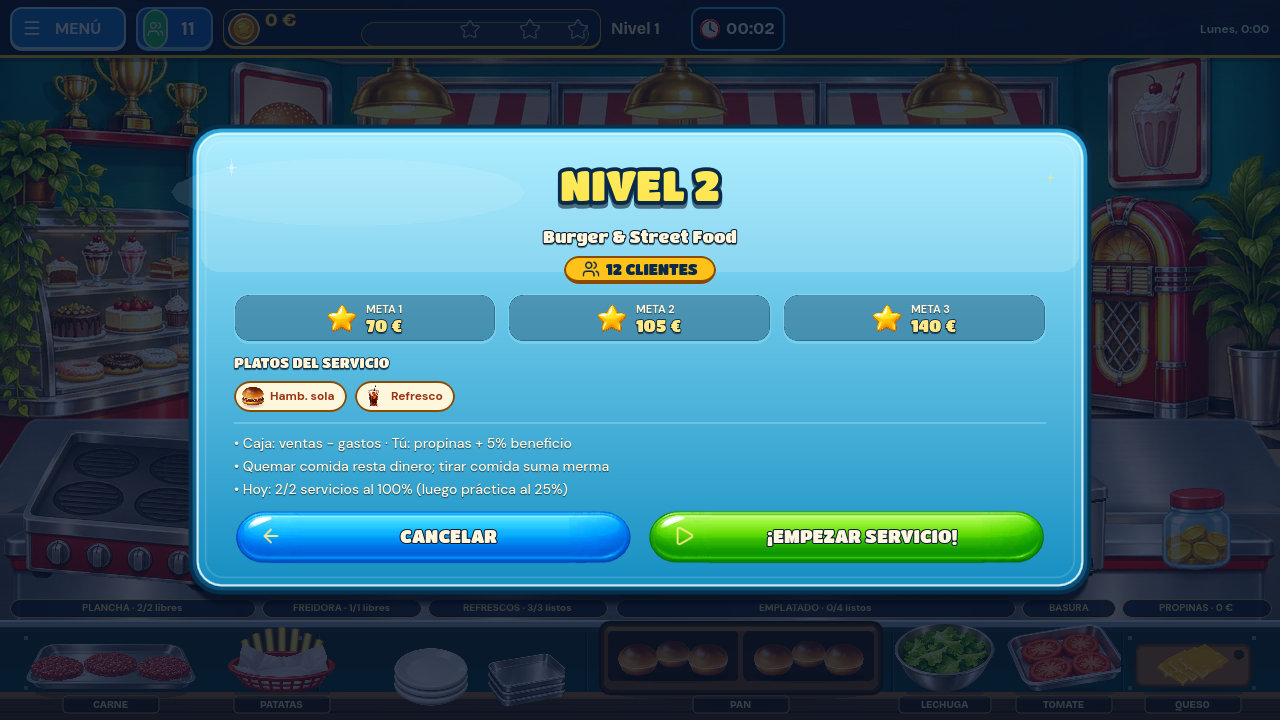 MENÚ
11
0 €
Nivel 1
00:02
Lunes, 0:00
NIVEL 2
Burger & Street Food
12 CLIENTES
META 1
70 €
META 2
105 €
META 3
140 €
PLATOS DEL SERVICIO
Hamb. sola
Refresco
• Caja: ventas - gastos · Tú: propinas + 5% beneficio
• Quemar comida resta dinero; tirar comida suma merma
• Hoy: 2/2 servicios al 100% (luego práctica al 25%)
CANCELAR
¡EMPEZAR SERVICIO!
PLANCHA · 2/2 libres
FREIDORA · 1/1 libres
REFRESCOS · 3/3 listos
EMPLATADO · 0/4 listos
BASURA
PROPINAS · 0 €
CARNE
PATATAS
PAN
LECHUGA
TOMATE
QUESO